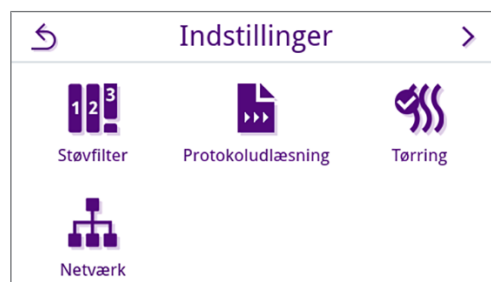 Indstillinger
1 2 3
Støvfilter
Protokoludlæsning
Tørring
Netværk